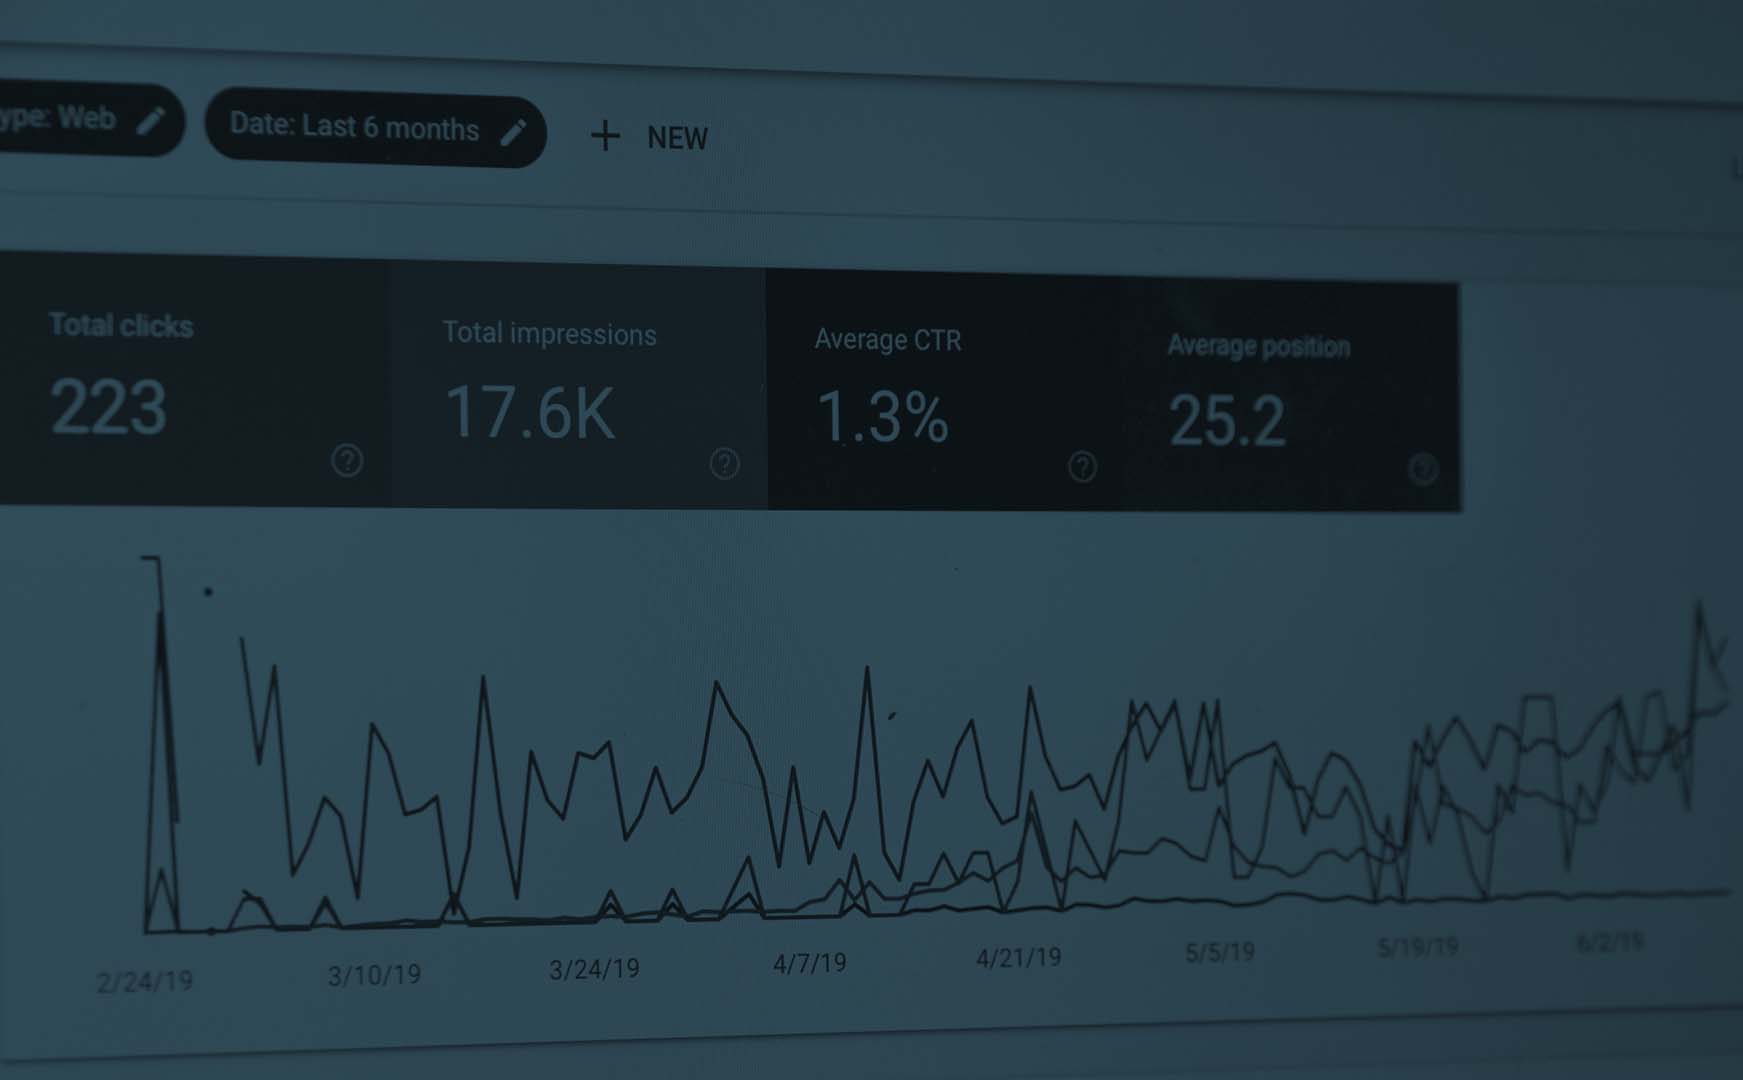 ype: Web
Date: Last 6 months
+ NEW
Total clicks
223
Total impressions
17.6K
Average CTR
1.3%
Average position
25.2
2/24/19
3/10/19
3/24/19
4/7/19
4/21/19
5/5/19
5/19/19
6/2/19